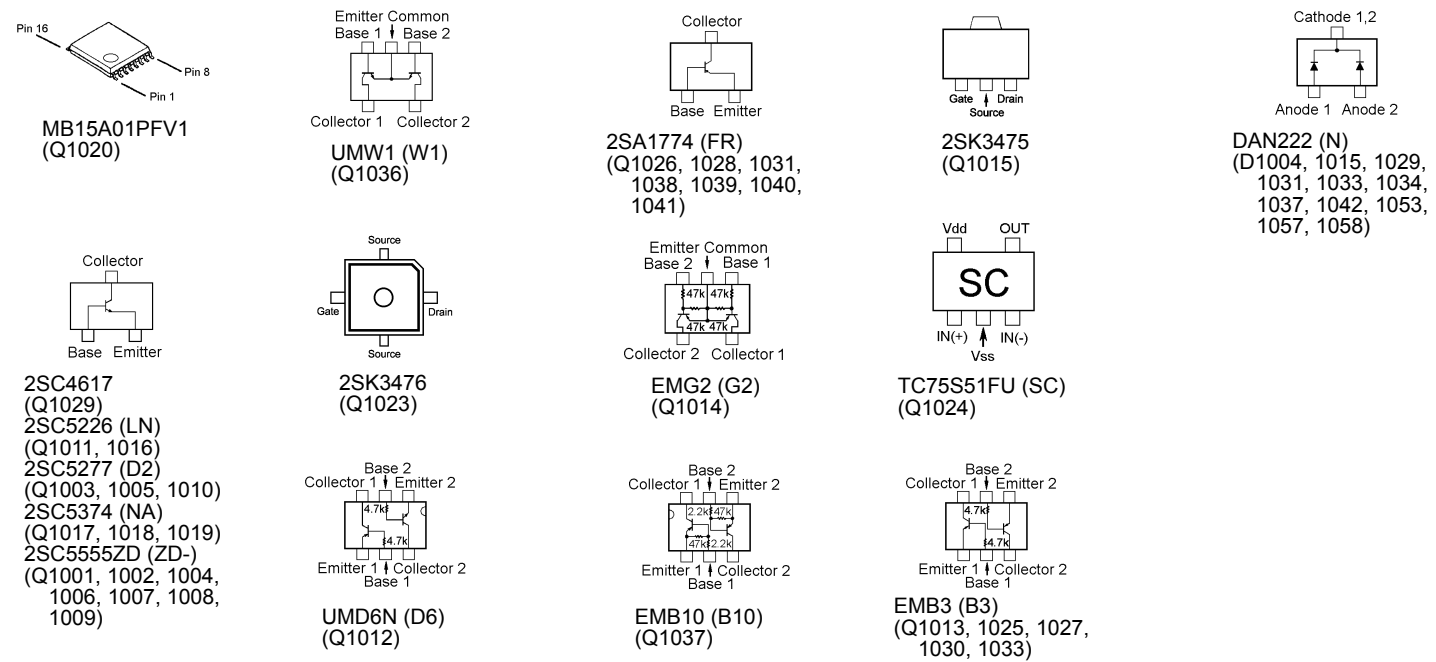 Pin 16
Pin 8
Pin 1
MB15A01PFV1
(Q1020)
Emitter Common
Base 1 Base 2
Collector 1 Collector 2
UMW1 (W1)
(Q1036)
Collector
Base Emitter
2SA1774 (FR)
(Q1026, 1028, 1031,
1038, 1039, 1040,
1041)
Gate Drain
Source
2SK3475
(Q1015)
Cathode 1,2
Anode 1 Anode 2
DAN222 (N)
(D1004, 1015, 1029,
1031, 1033, 1034,
1037, 1042, 1053,
1057, 1058)
Collector
Base Emitter
2SC4617
(Q1029)
2SC5226 (LN)
(Q1011, 1016)
2SC5277 (D2)
(Q1003, 1005, 1010)
2SC5374 (NA)
(Q1017, 1018, 1019)
2SC5555ZD (ZD-)
(Q1001, 1002, 1004,
1006, 1007, 1008,
1009)
Source
Gate Drain
Source
2SK3476
(Q1023)
Emitter Common
Base 2 Base 1
47k 47k
47k 47k
Collector 2 Collector 1
EMG2 (G2)
(Q1014)
Vdd OUT
SC
IN(+) IN(-)
Vss
TC75S51FU (SC)
(Q1024)
Base 2
Collector 1 Emitter 2
4.7k
4.7k
Emitter 1 Collector 2
Base 1
UMD6N (D6)
(Q1012)
Base 2
Collector 1 Emitter 2
2.2k 47k
47k 2.2k
Emitter 1 Collector 2
Base 1
EMB10 (B10)
(Q1037)
Base 2
Collector 1 Emitter 2
4.7k
4.7k
Emitter 1 Collector 2
Base 1
EMB3 (B3)
(Q1013, 1025, 1027,
1030, 1033)